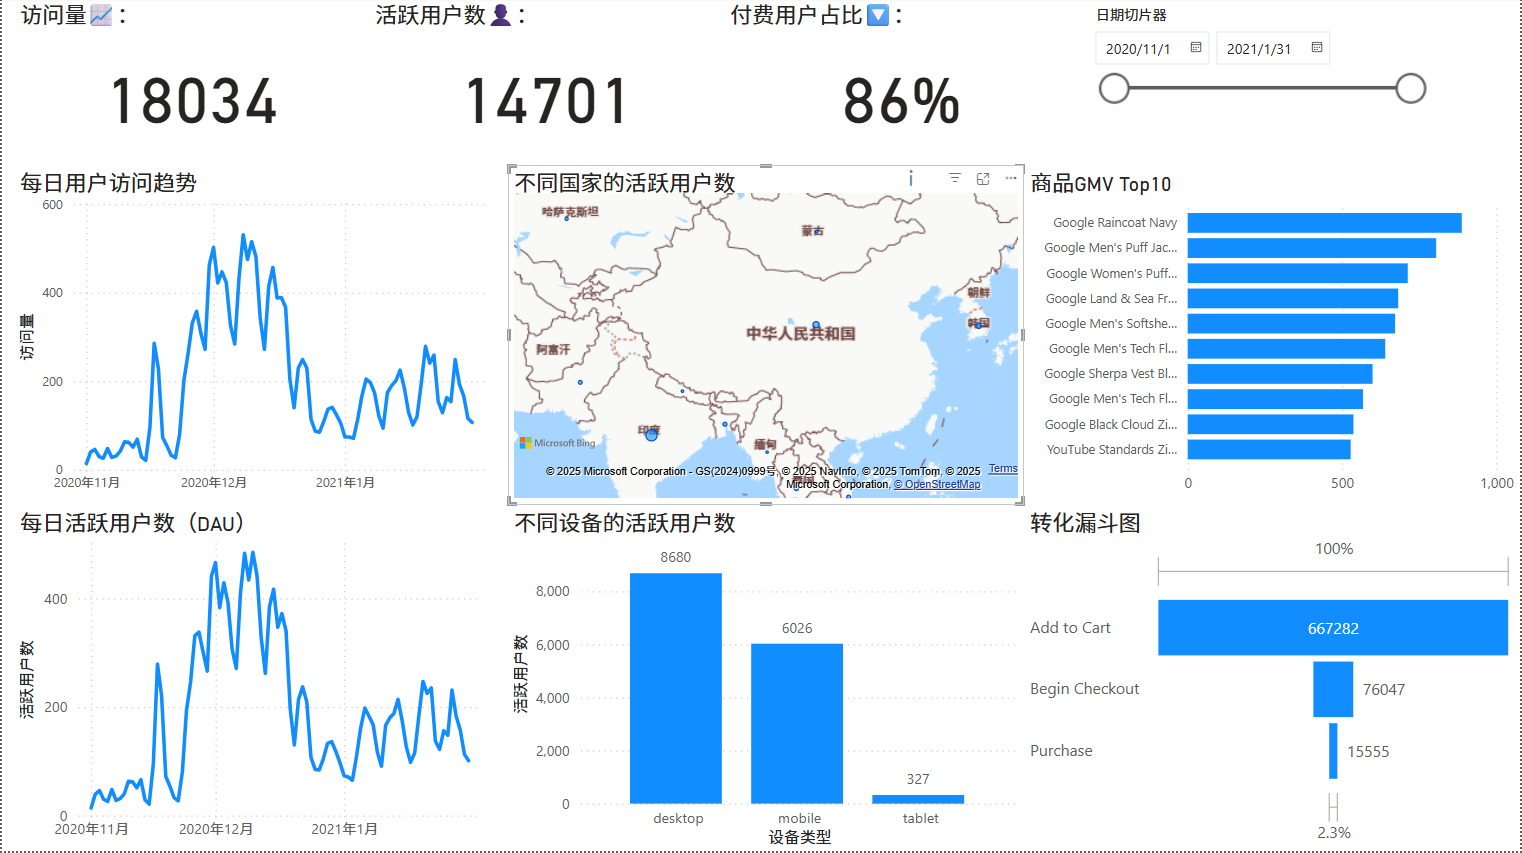 访问量📈：
18034
活跃用户数👤：
14701
付费用户占比🔽：
86%
日期切片器
2020/11/1
2021/1/31
每日用户访问趋势
600
400
200
0
访问量
2020年11月
2020年12月
2021年1月
不同国家的活跃用户数
哈萨克斯坦
蒙古
朝鲜
韩国
中华人民共和国
阿富汗
印度
缅甸
Microsoft Bing
© 2025 Microsoft Corporation - GS(2024)0999号, © 2025 NavInfo, © 2025 TomTom, © 2025
Microsoft Corporation, © OpenStreetMap
Terms
商品GMV Top10
Google Raincoat Navy
Google Men's Puff Jac...
Google Women's Puff...
Google Land & Sea Fr...
Google Men's Softshe...
Google Men's Tech Fl...
Google Sherpa Vest Bl...
Google Men's Tech Fl...
Google Black Cloud Zi...
YouTube Standards Zi...
0
500
1,000
每日活跃用户数（DAU）
400
200
0
活跃用户数
2020年11月
2020年12月
2021年1月
不同设备的活跃用户数
8680
6026
327
8,000
6,000
4,000
2,000
0
活跃用户数
desktop
mobile
tablet
设备类型
转化漏斗图
100%
Add to Cart
667282
Begin Checkout
76047
Purchase
15555
2.3%